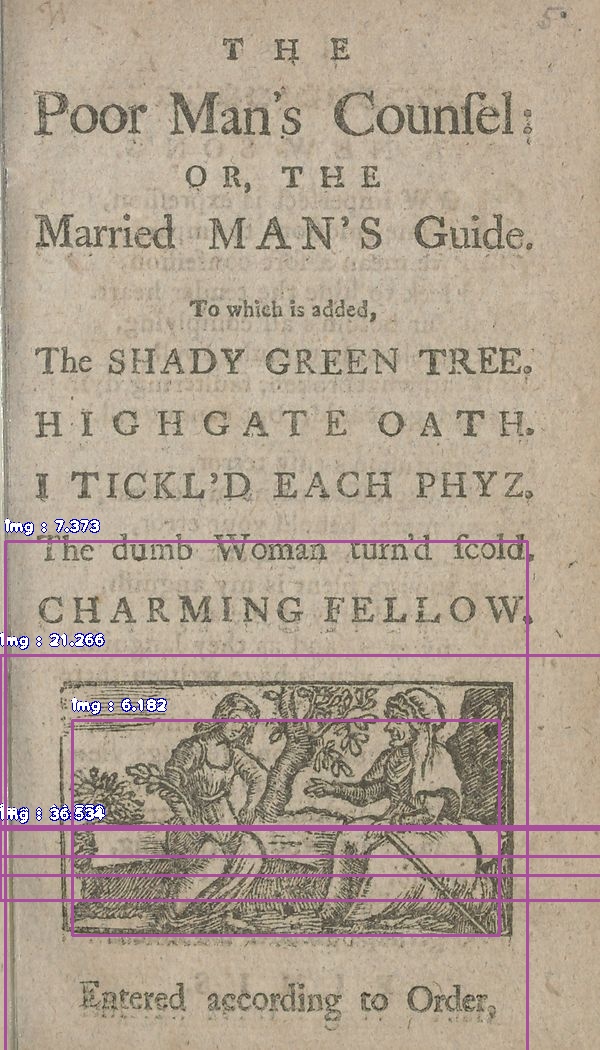 5.
THE
Poor Man's Counſel:
OR, THE
Married MAN'S Guide.
To which is added,
The SHADY GREEN TREE.
HIGHGATE OATH.
I TICKL'D EACH PHYZ.
Img : 7.373
The dumb Woman turn'd ſcold.
CHARMING FELLOW.
Img : 21.266
Img : 6.182
Img : 36.534
Entered according to Order,